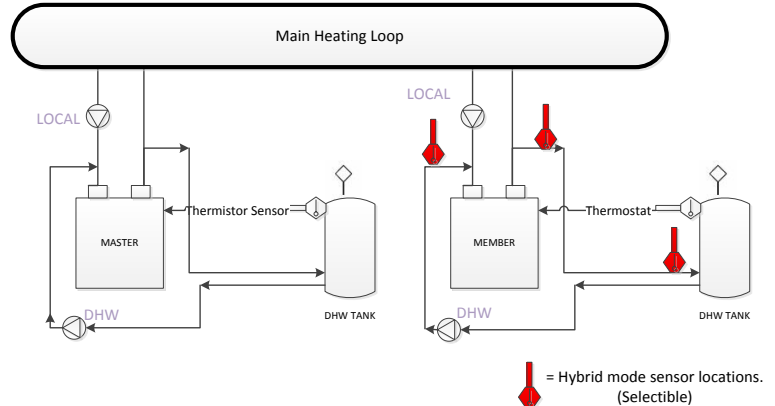 Main Heating Loop
LOCAL
LOCAL
Thermistor Sensor
Thermostat
MASTER
MEMBER
DHW
DHW TANK
DHW
DHW TANK
= Hybrid mode sensor locations.
(Selectible)